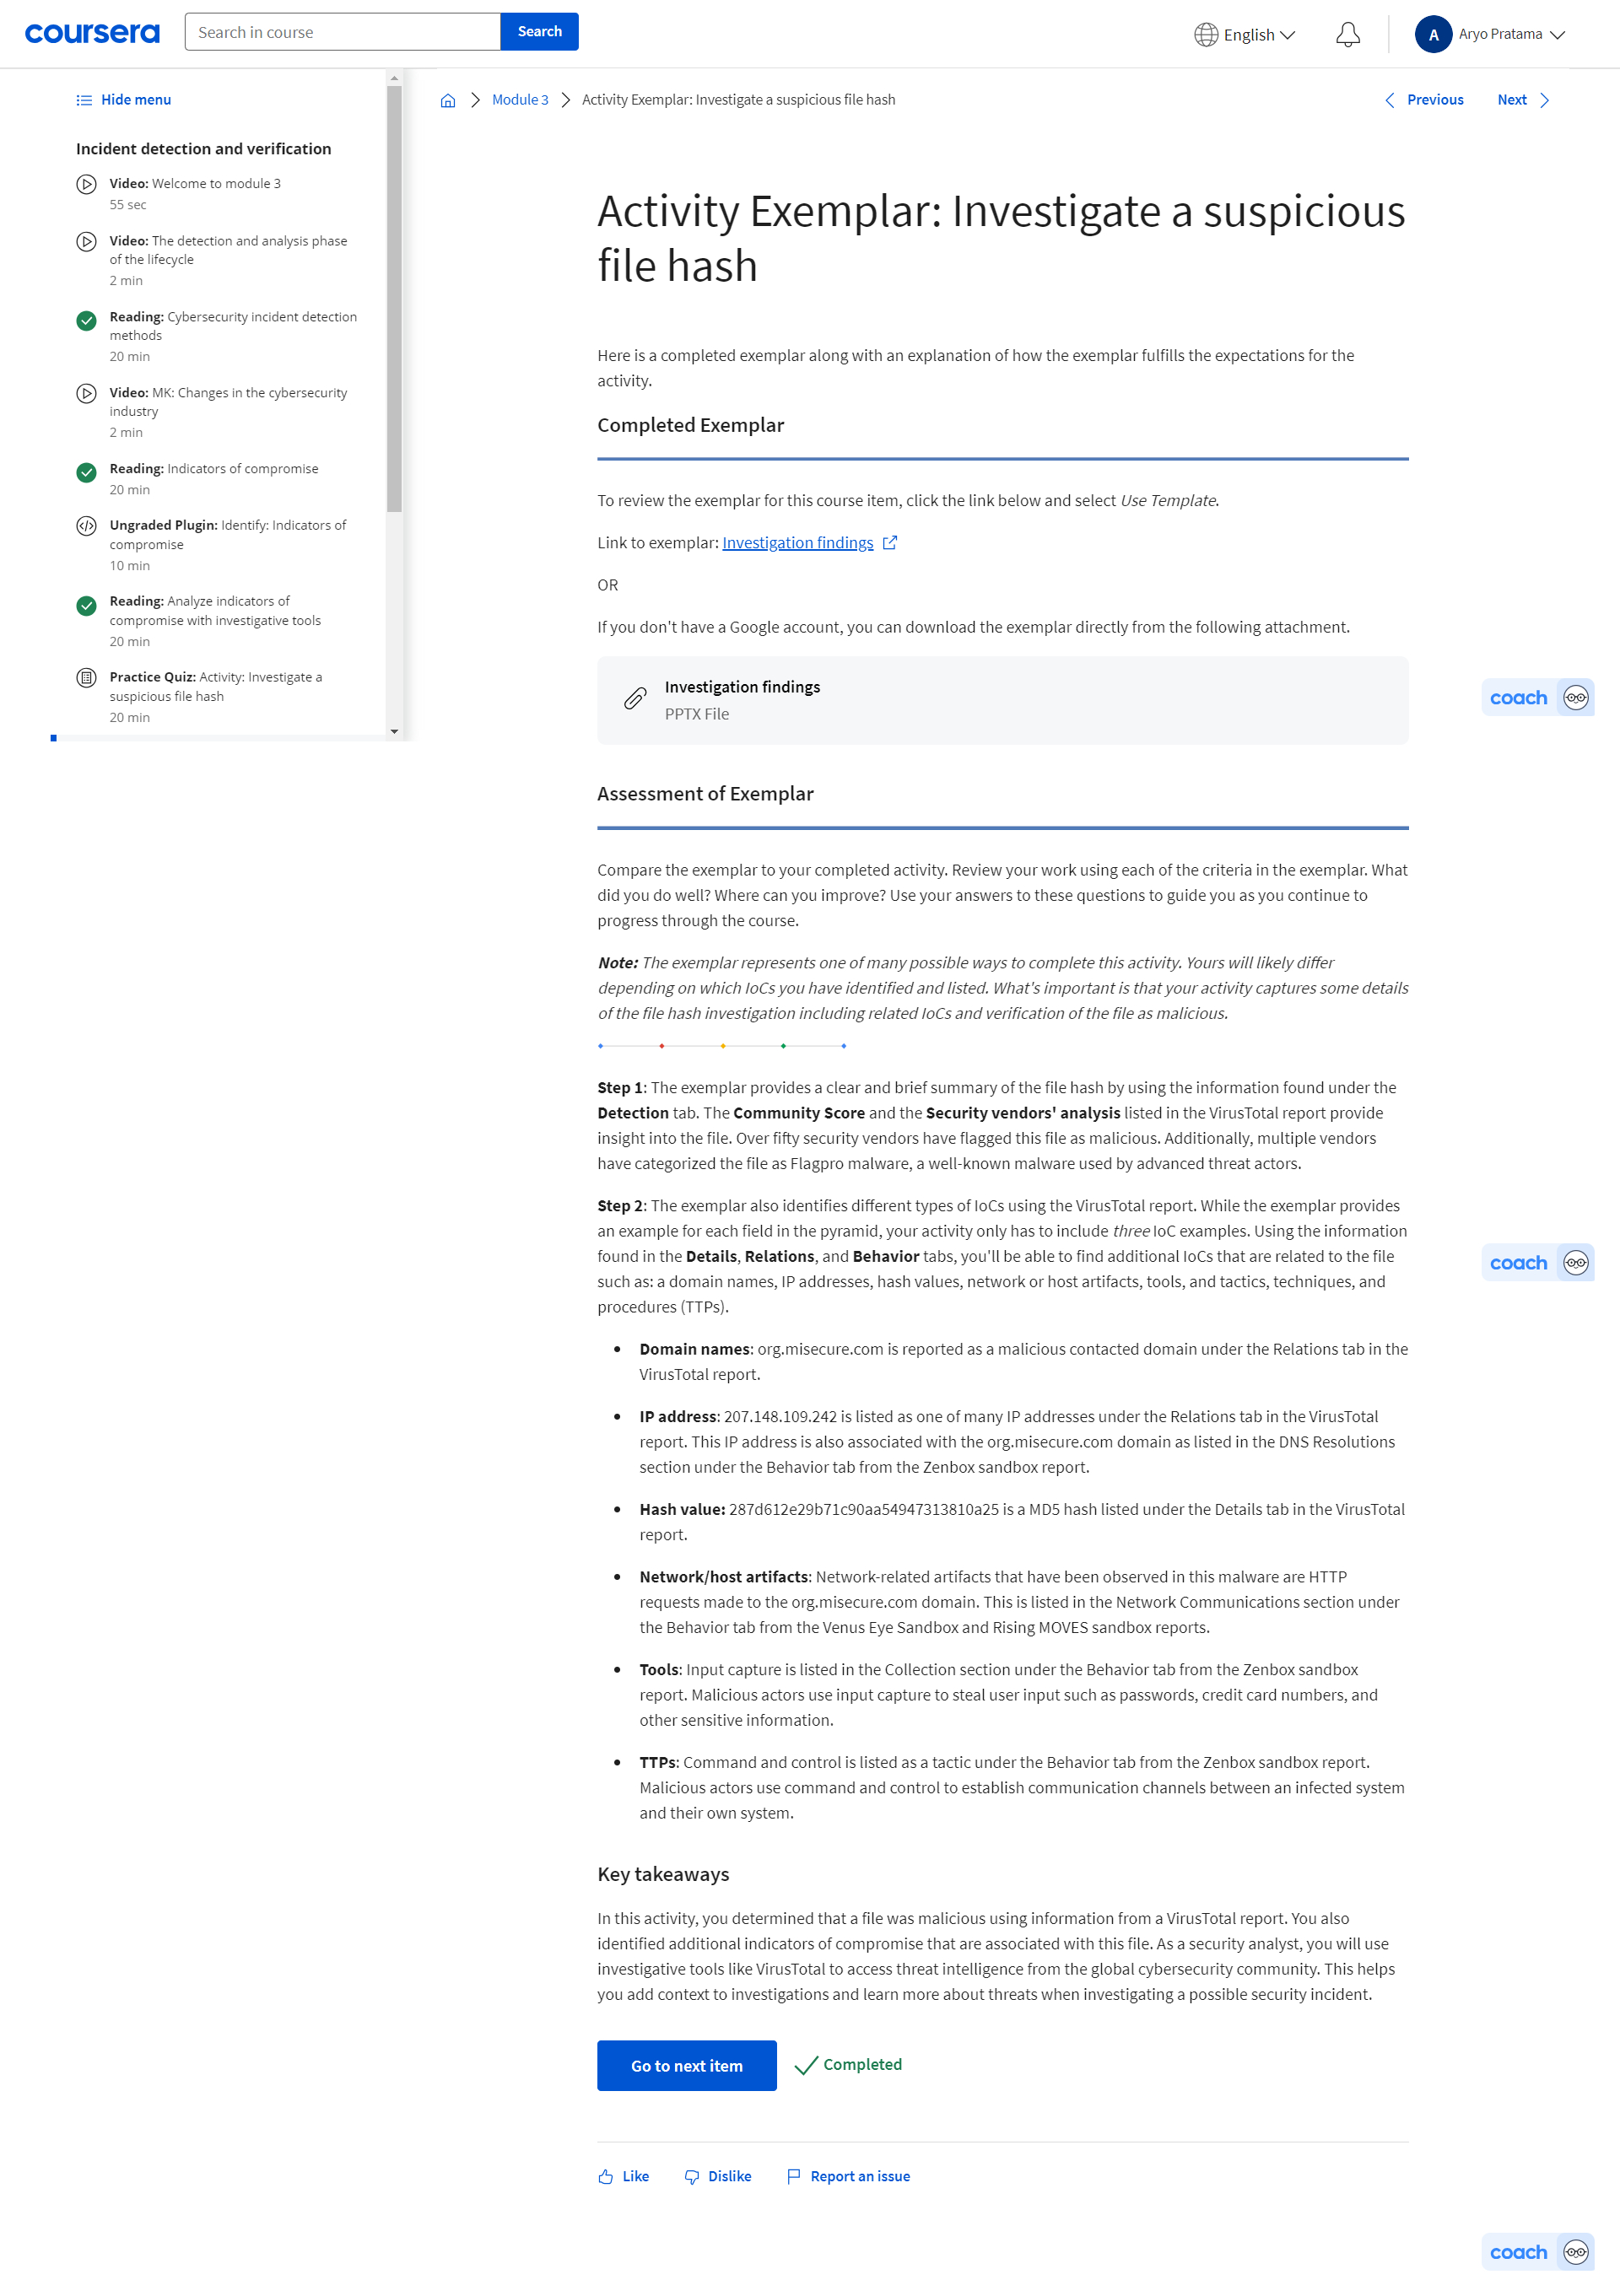 coursera
Search in course
Search
English
A
Aryo Pratama
Hide menu
Incident detection and verification
Video: Welcome to module 3
55 sec
Video: The detection and analysis phase
of the lifecycle
2 min
Reading: Cybersecurity incident detection
methods
20 min
Video: MK: Changes in the cybersecurity
industry
2 min
Reading: Indicators of compromise
20 min
Ungraded Plugin: Identify: Indicators of
compromise
10 min
Reading: Analyze indicators of
compromise with investigative tools
20 min
Practice Quiz: Activity: Investigate a
suspicious file hash
20 min
Module 3
Activity Exemplar: Investigate a suspicious file hash
Previous
Next
Activity Exemplar: Investigate a suspicious
file hash
Here is a completed exemplar along with an explanation of how the exemplar fulfills the expectations for the
activity.
Completed Exemplar
To review the exemplar for this course item, click the link below and select Use Template.
Link to exemplar: Investigation findings
OR
If you don't have a Google account, you can download the exemplar directly from the following attachment.
Investigation findings
PPTX File
coach
Assessment of Exemplar
Compare the exemplar to your completed activity. Review your work using each of the criteria in the exemplar. What
did you do well? Where can you improve? Use your answers to these questions to guide you as you continue to
progress through the course.
Note: The exemplar represents one of many possible ways to complete this activity. Yours will likely differ
depending on which IoCs you have identified and listed. What's important is that your activity captures some details
of the file hash investigation including related IoCs and verification of the file as malicious.
Step 1: The exemplar provides a clear and brief summary of the file hash by using the information found under the
Detection tab. The Community Score and the Security vendors' analysis listed in the VirusTotal report provide
insight into the file. Over fifty security vendors have flagged this file as malicious. Additionally, multiple vendors
have categorized the file as Flagpro malware, a well-known malware used by advanced threat actors.
Step 2: The exemplar also identifies different types of IoCs using the VirusTotal report. While the exemplar provides
an example for each field in the pyramid, your activity only has to include three IoC examples. Using the information
found in the Details, Relations, and Behavior tabs, you'll be able to find additional IoCs that are related to the file
such as: a domain names, IP addresses, hash values, network or host artifacts, tools, and tactics, techniques, and
procedures (TTPs).
coach
Domain names: org.misecure.com is reported as a malicious contacted domain under the Relations tab in the
VirusTotal report.
IP address: 207.148.109.242 is listed as one of many IP addresses under the Relations tab in the VirusTotal
report. This IP address is also associated with the org.misecure.com domain as listed in the DNS Resolutions
section under the Behavior tab from the Zenbox sandbox report.
Hash value: 287d612e29b71c90aa54947313810a25 is a MD5 hash listed under the Details tab in the VirusTotal
report.
Network/host artifacts: Network-related artifacts that have been observed in this malware are HTTP
requests made to the org.misecure.com domain. This is listed in the Network Communications section under
the Behavior tab from the Venus Eye Sandbox and Rising MOVES sandbox reports.
Tools: Input capture is listed in the Collection section under the Behavior tab from the Zenbox sandbox
report. Malicious actors use input capture to steal user input such as passwords, credit card numbers, and
other sensitive information.
TTPs: Command and control is listed as a tactic under the Behavior tab from the Zenbox sandbox report.
Malicious actors use command and control to establish communication channels between an infected system
and their own system.
Key takeaways
In this activity, you determined that a file was malicious using information from a VirusTotal report. You also
identified additional indicators of compromise that are associated with this file. As a security analyst, you will use
investigative tools like VirusTotal to access threat intelligence from the global cybersecurity community. This helps
you add context to investigations and learn more about threats when investigating a possible security incident.
Go to next item
Completed
Like
Dislike
Report an issue
coach